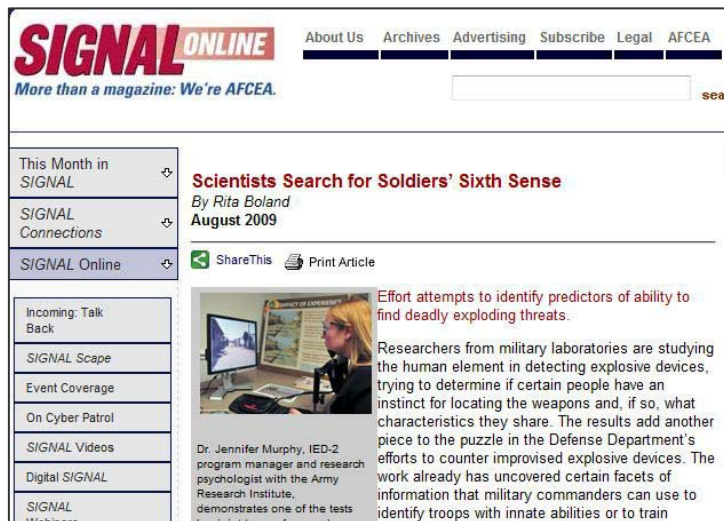 SIGNAL ONLINE
More than a magazine: We're AFCEA.
About Us Archives Advertising Subscribe Legal AFCEA
This Month in
SIGNAL
SIGNAL
Connections
SIGNAL Online
Incoming: Talk
Back
SIGNAL Scape
Event Coverage
On Cyber Patrol
SIGNAL Videos
Digital SIGNAL
SIGNAL
Scientists Search for Soldiers' Sixth Sense
By Rita Boland
August 2009
ShareThis Print Article
IMPACT OF EXPERIENCE
Dr. Jennifer Murphy, IED-2
program manager and research
psychologist with the Army
Research Institute,
demonstrates one of the tests
Effort attempts to identify predictors of ability to
find deadly exploding threats.
Researchers from military laboratories are studying
the human element in detecting explosive devices,
trying to determine if certain people have an
instinct for locating the weapons and, if so, what
characteristics they share. The results add another
piece to the puzzle in the Defense Department's
efforts to counter improvised explosive devices. The
work already has uncovered certain facets of
information that military commanders can use to
identify troops with innate abilities or to train